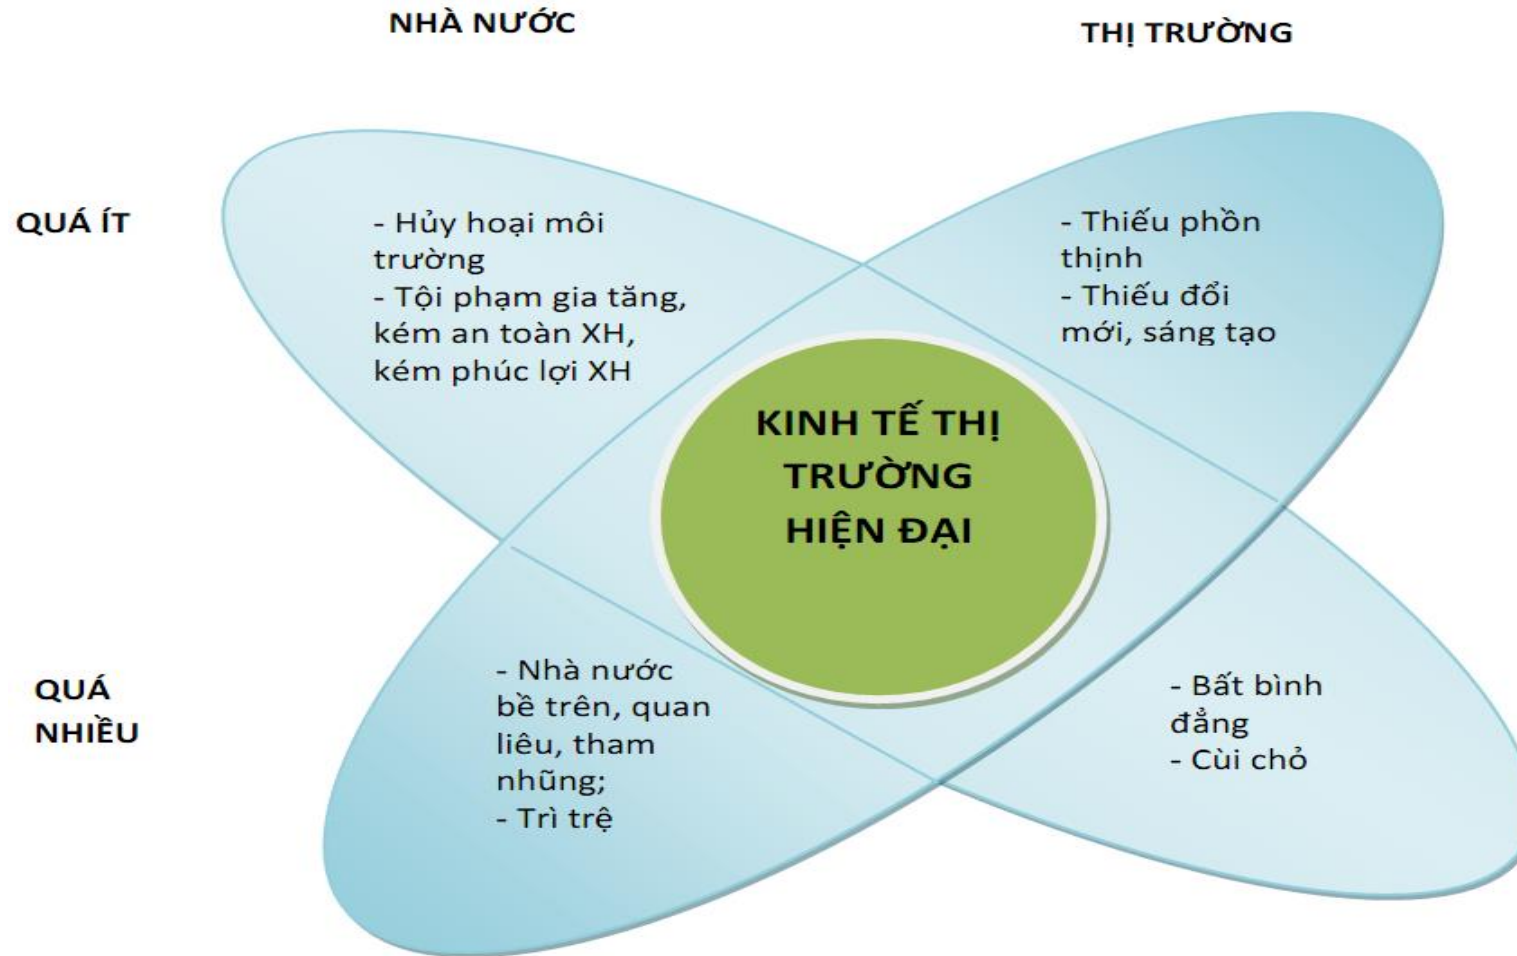 NHÀ NƯỚC
THỊ TRƯỜNG
QUÁ ÍT
- Hủy hoại môi
trường
- Tội phạm gia tăng,
kém an toàn XH,
kém phúc lợi XH
- Thiếu phồn
thịnh
- Thiếu đổi
mới, sáng tạo
KINH TẾ THỊ
TRƯỜNG
HIỆN ĐẠI
QUÁ
NHIỀU
- Nhà nước
bề trên, quan
liêu, tham
nhũng;
- Trì trệ
- Bất bình
đẳng
- Cùi chỏ